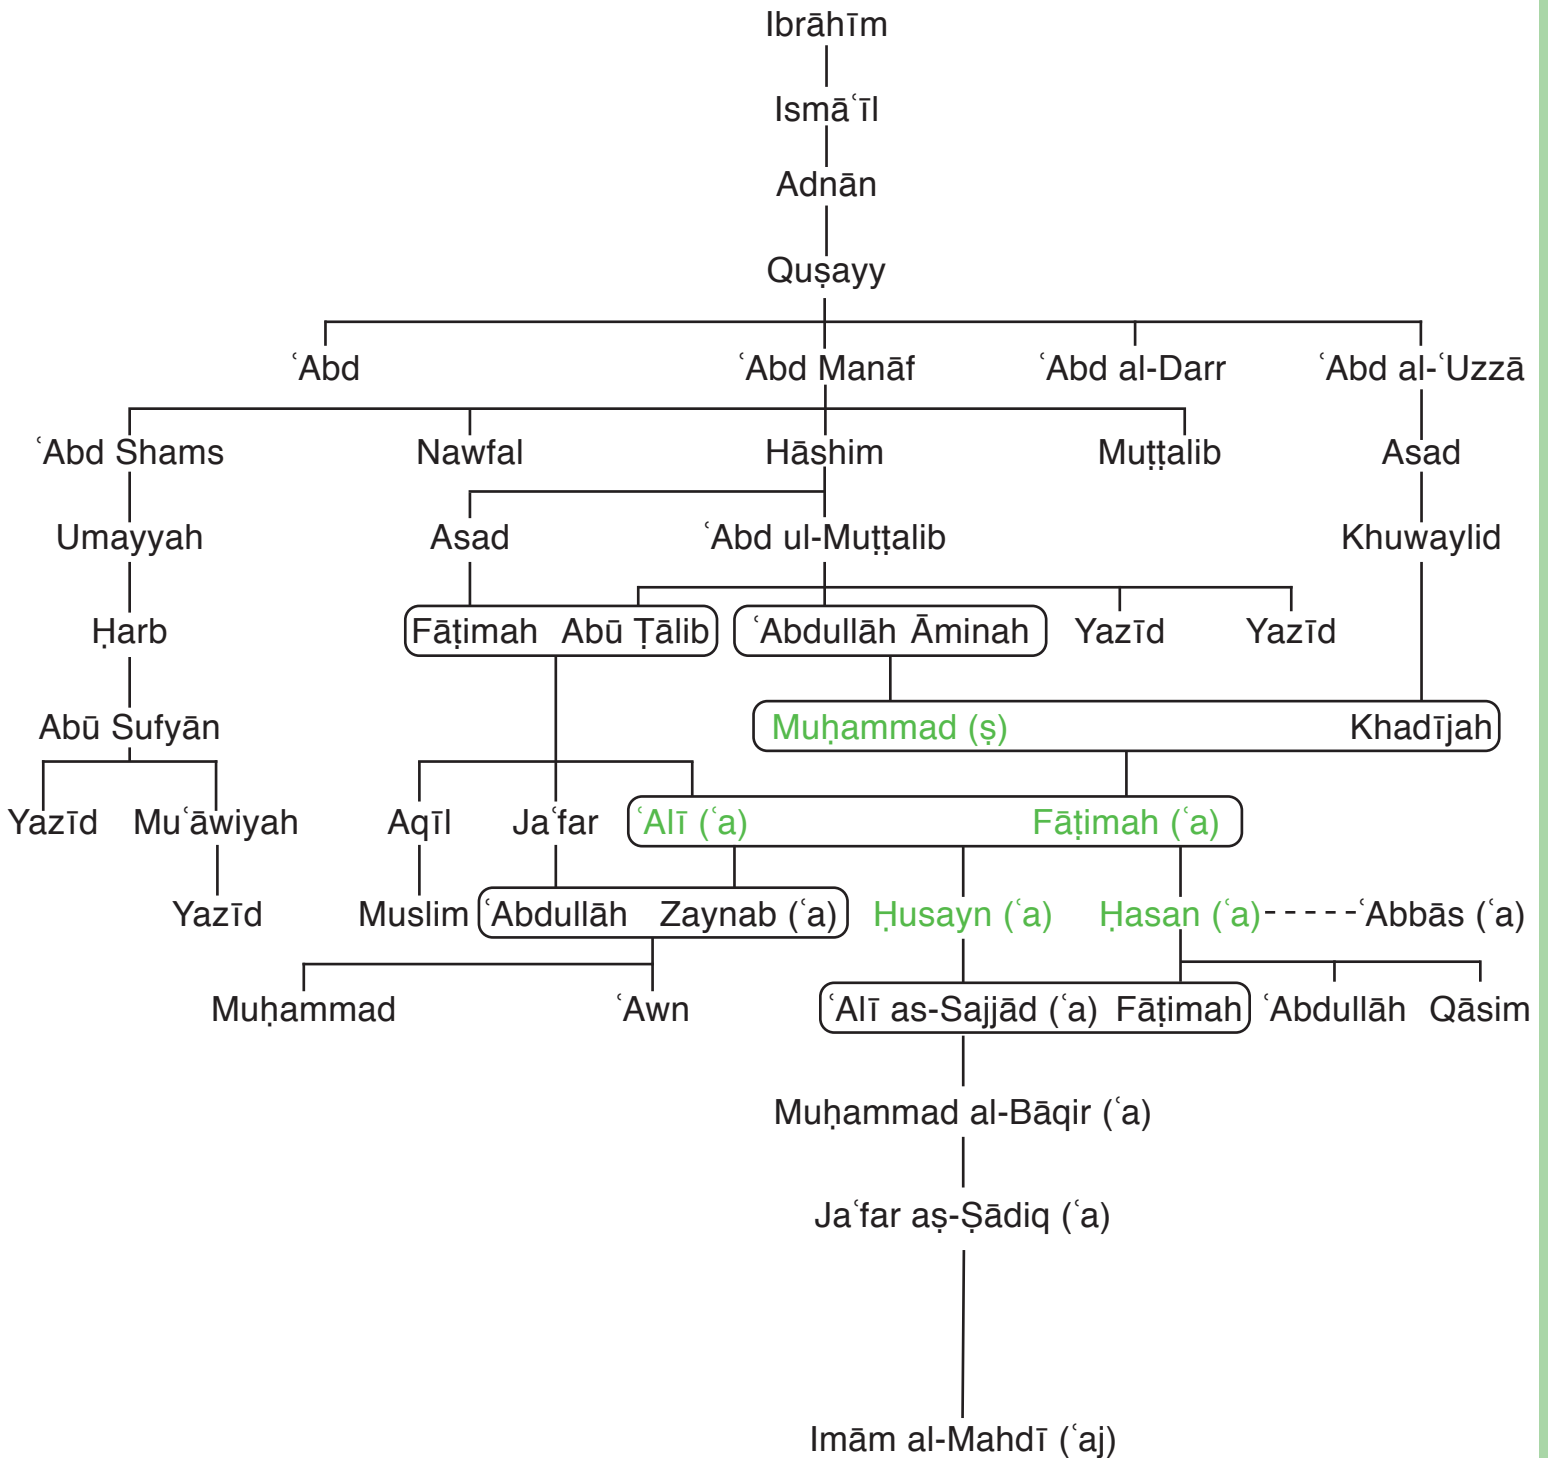 Ibrāhīm
Ismāʿīl
Adnān
Quṣayy
ʿAbd ʿAbd Manāf ʿAbd al-Darr ʿAbd al-ʿUzzā
ʿAbd Shams Nawfal Hāshim Muṭṭalib Asad
Umayyah Asad ʿAbd ul-Muṭṭalib Khuwaylid
Ḥarb Fāṭimah Abū Ṭālib ʿAbdullāh Āminah Yazīd Yazīd
Abū Sufyān Muḥammad (ṣ) Khadījah
Yazīd Muʿāwiyah Aqīl Jaʿfar ʿAlī (ʿa) Fāṭimah (ʿa)
Yazīd Muslim ʿAbdullāh Zaynab (ʿa) Ḥusayn (ʿa) Ḥasan (ʿa) ʿAbbās (ʿa)
Muḥammad ʿAwn ʿAlī as-Sajjād (ʿa) Fāṭimah ʿAbdullāh Qāsim
Muḥammad al-Bāqir (ʿa)
Jaʿfar aṣ-Ṣādiq (ʿa)
Imām al-Mahdī (ʿaj)